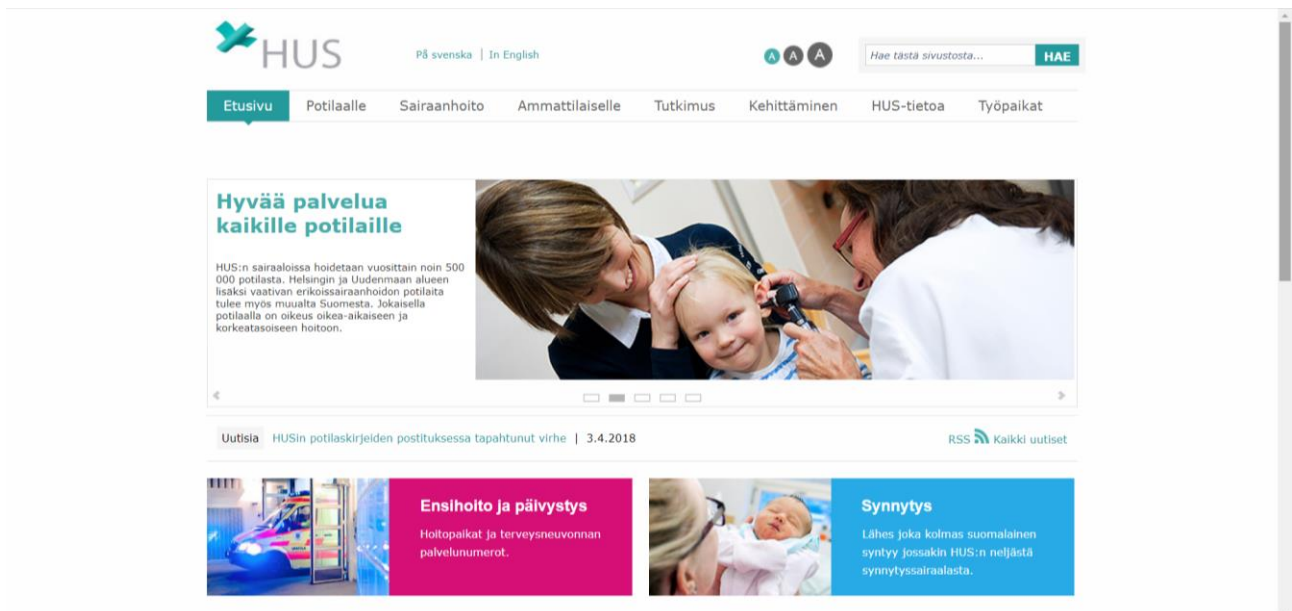 HUS
På svenska | In English
A A A
Hae tästä sivustosta...
HAE
Etusivu Potilaalle Sairaanhoito Ammattilaiselle Tutkimus Kehittäminen HUS-tietoa Työpaikat
Hyvää palvelua
kaikille potilaille
HUS:n sairaaloissa hoidetaan vuosittain noin 500
000 potilasta. Helsingin ja Uudenmaan alueen
lisäksi vaativan erikoissairaanhoidon potilaita
tulee myös muualta Suomesta. Jokaisella
potilaalla on oikeus oikea-aikaiseen ja
korkeatasoiseen hoitoon.
Uutisia HUSin potilaskirjeiden postituksessa tapahtunut virhe | 3.4.2018
RSS Kaikki uutiset
Ensihoito ja päivystys
Hoitopaikat ja terveysneuvonnan
palvelunumerot.
Synnytys
Lähes joka kolmas suomalainen
syntyy jossakin HUS:n neljästä
synnytyssairaalasta.